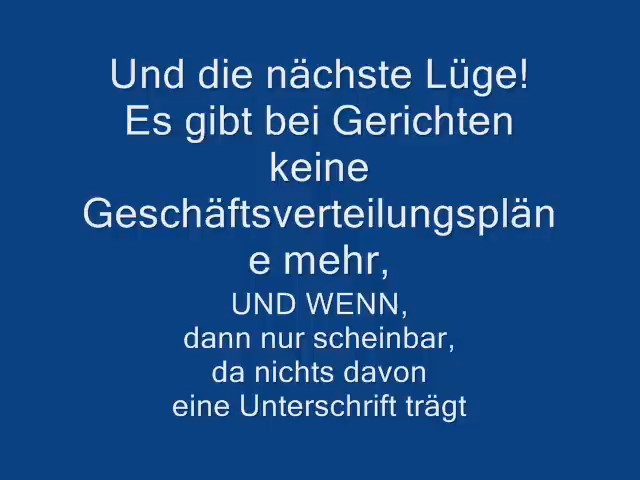 Und die nächste Lüge!
Es gibt bei Gerichten
keine
Geschäftsverteilungsplän
e mehr,
UND WENN,
dann nur scheinbar,
da nichts davon
eine Unterschrift trägt